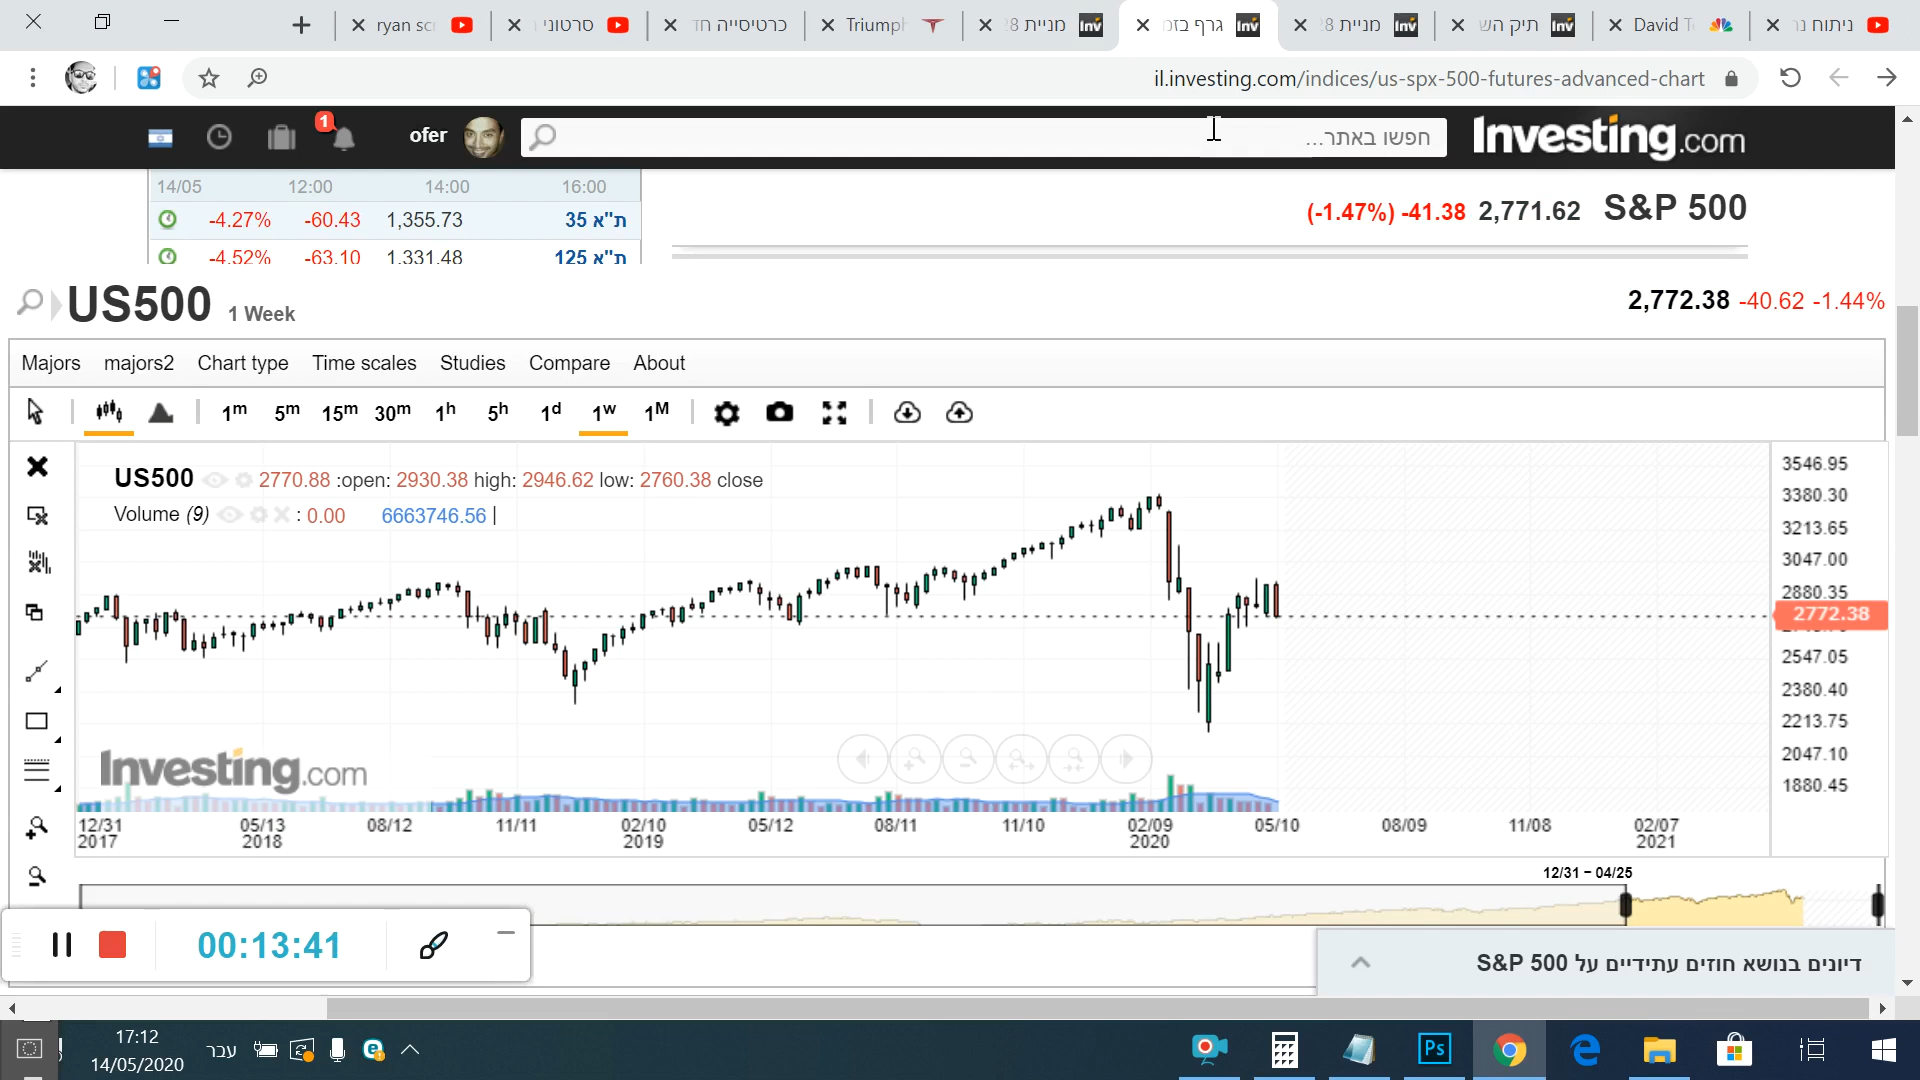 ryan scr
סרטוני
כרטיסייה חד
Triumph
מניית 28
גרף בזמ
מניית 28
תיק הש
David T
ניתוח
il.investing.com/indices/us-spx-500-futures-advanced-chart
1
ofer
חפשו באתר...
Investing.com
14/05 12:00 14:00 16:00
-4.27% -60.43 1,355.73 ת"א 35
-4.52% -63.10 1,331.48 ת"א 125
(-1.47%) -41.38 2,771.62 S&P 500
US500 1 Week
2,772.38 -40.62 -1.44%
Majors majors2 Chart type Time scales Studies Compare About
1m 5m 15m 30m 1h 5h 1d 1w 1M
US500 2770.88 :open: 2930.38 high: 2946.62 low: 2760.38 close
Volume (9) : 0.00 6663746.56 |
3546.95
3380.30
3213.65
3047.00
2880.35
2772.38
2547.05
2380.40
2213.75
2047.10
1880.45
Investing.com
12/31 05/13 08/12 11/11 02/10 05/12 08/11 11/10 02/09 05/10 08/09 11/08 02/07
2017 2018 2019 2020 2021
12/31 - 04/25
00:13:41
דיונים בנושא חוזים עתידיים על S&P 500
17:12
14/05/2020
עבר
Ps